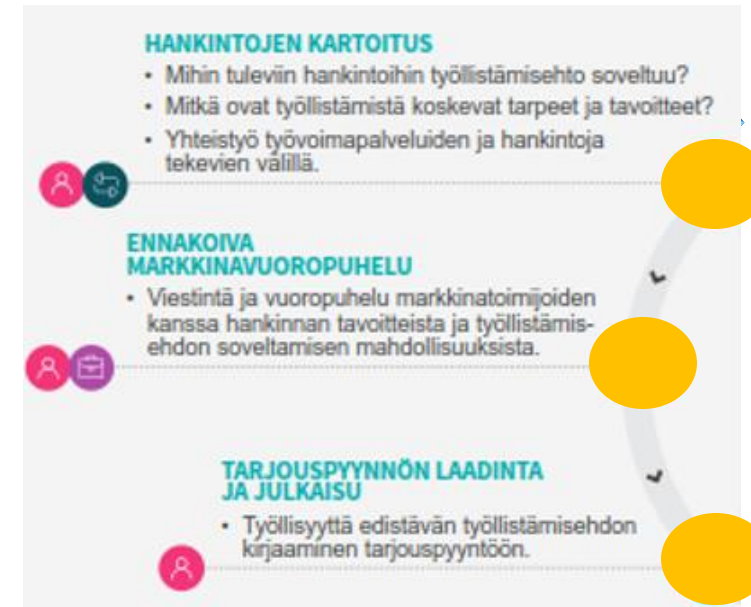 HANKINTOJEN KARTOITUS
• Mihin tuleviin hankintoihin työllistämisehto soveltuu?
• Mitkä ovat työllistämistä koskevat tarpeet ja tavoitteet?
• Yhteistyö työvoimapalveluiden ja hankintoja
tekevien välillä.
ENNAKOIVA
MARKKINAVUOROPUHELU
• Viestintä ja vuoropuhelu markkinatoimijoiden
kanssa hankinnan tavoitteista ja työllistämis-
ehdon soveltamisen mahdollisuuksista.
TARJOUSPYYNNÖN LAADINTA
JA JULKAISU
• Työllisyyttä edistävän työllistämisehdon
kirjaaminen tarjouspyyntöön.